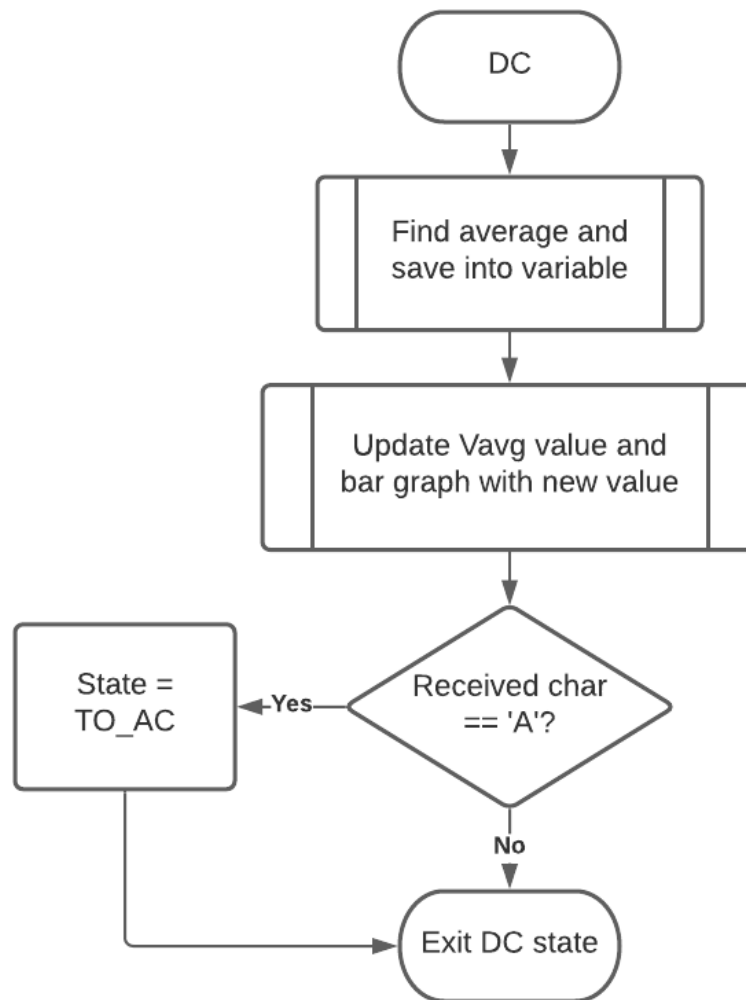 DC
Find average and
save into variable
Update Vavg value and
bar graph with new value
Received char
== 'A'?
Yes
State =
TO_AC
No
Exit DC state